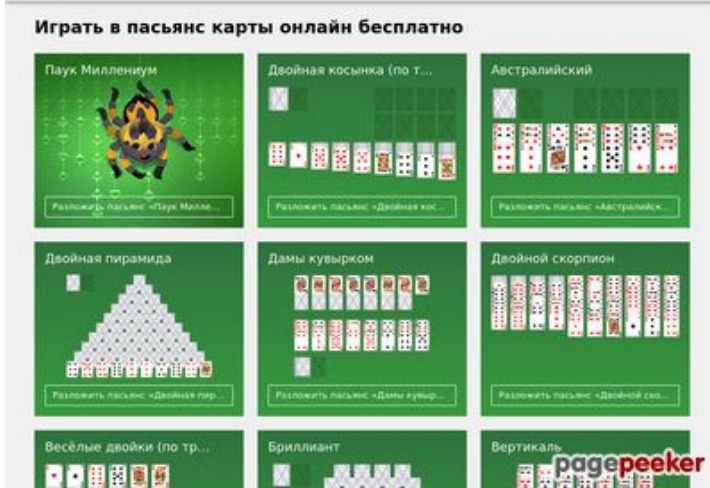 Играть в пасьянс карты онлайн бесплатно
Паук Миллениум
Двойная косынка (по т...
Австралийский
Разложить пасьянс «Паук Милле...
Разложить пасьянс «Двойная кос...
Разложить пасьянс «Австралийск...
Двойная пирамида
Дамы кувырком
Двойной скорпион
Разложить пасьянс «Двойная пир...
Разложить пасьянс «Дамы кувыр...
Разложить пасьянс «Двойной ско...
Весёлые двойки (по тр...
Бриллиант
Вертикаль
pagepeeker